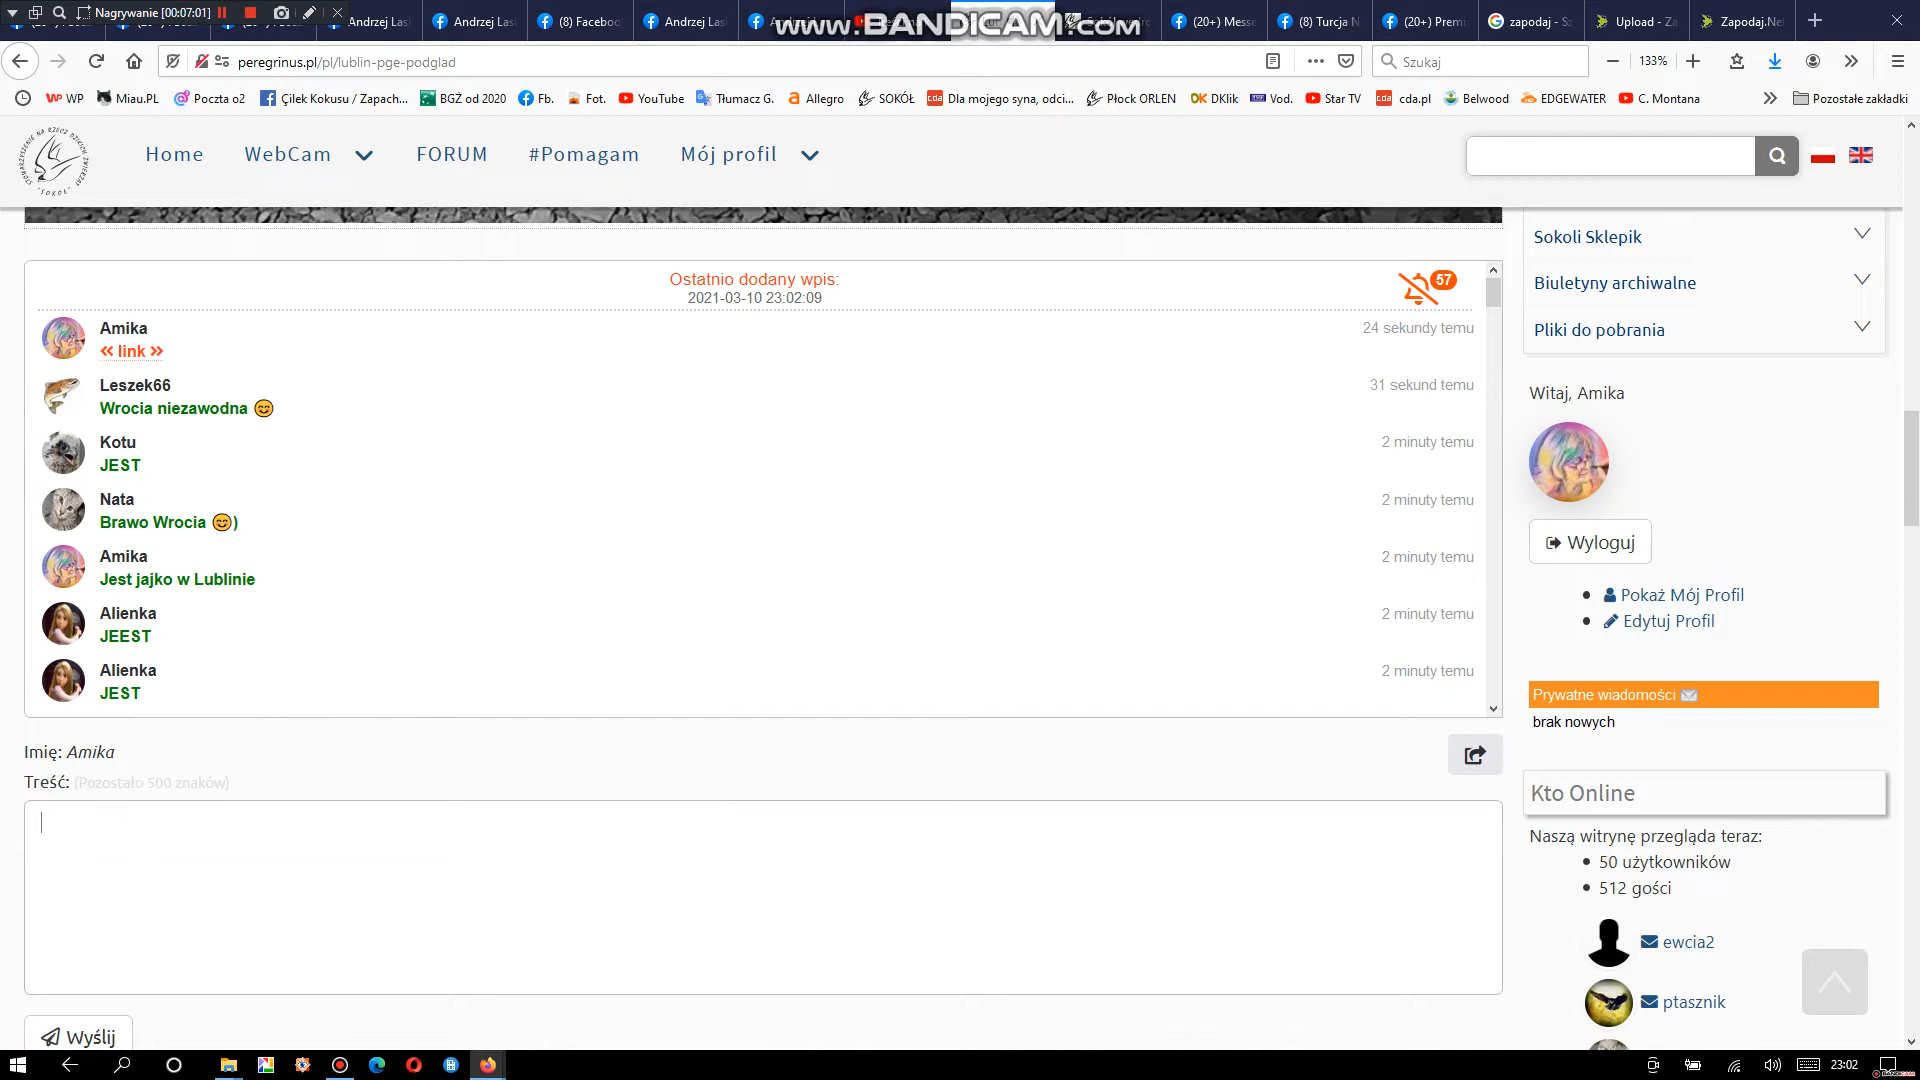 Nagrywanie [00:07:01]
www.BANDICAM.com
Andrzej Las
Andrzej Las
(8) Faceboo
Andrzej Las
(20+) Messe
(8) Turcja N
(20+) Premi
zapodaj - Sz
Upload - Za
Zapodaj.Ne
peregrinus.pl/pl/lublin-pge-podglad
Szukaj
133%
WP
Miau.PL
Poczta o2
Çilek Kokusu / Zapach...
BGŻ od 2020
Fb.
Fot.
YouTube
Tłumacz G.
Allegro
SOKÓŁ
Dla mojego syna, odci...
Płock ORLEN
DKlik
Vod.
Star TV
cda.pl
Belwood
EDGEWATER
C. Montana
Pozostałe zakładki
Home
WebCam
FORUM
#Pomagam
Mój profil
Ostatnio dodany wpis:
2021-03-10 23:02:09
57
Amika
24 sekundy temu
« link »
Leszek66
31 sekund temu
Wrocia niezawodna 😊
Kotu
2 minuty temu
JEST
Nata
2 minuty temu
Brawo Wrocia 😊)
Amika
2 minuty temu
Jest jajko w Lublinie
Alienka
2 minuty temu
JEEST
Alienka
2 minuty temu
JEST
Imię: Amika
Treść: (Pozostało 500 znaków)
Wyślij
Sokoli Sklepik
Biuletyny archiwalne
Pliki do pobrania
Witaj, Amika
Wyloguj
Pokaż Mój Profil
Edytuj Profil
Prywatne wiadomości
brak nowych
Kto Online
Naszą witrynę przegląda teraz:
50 użytkowników
512 gości
ewcia2
ptasznik
23:02